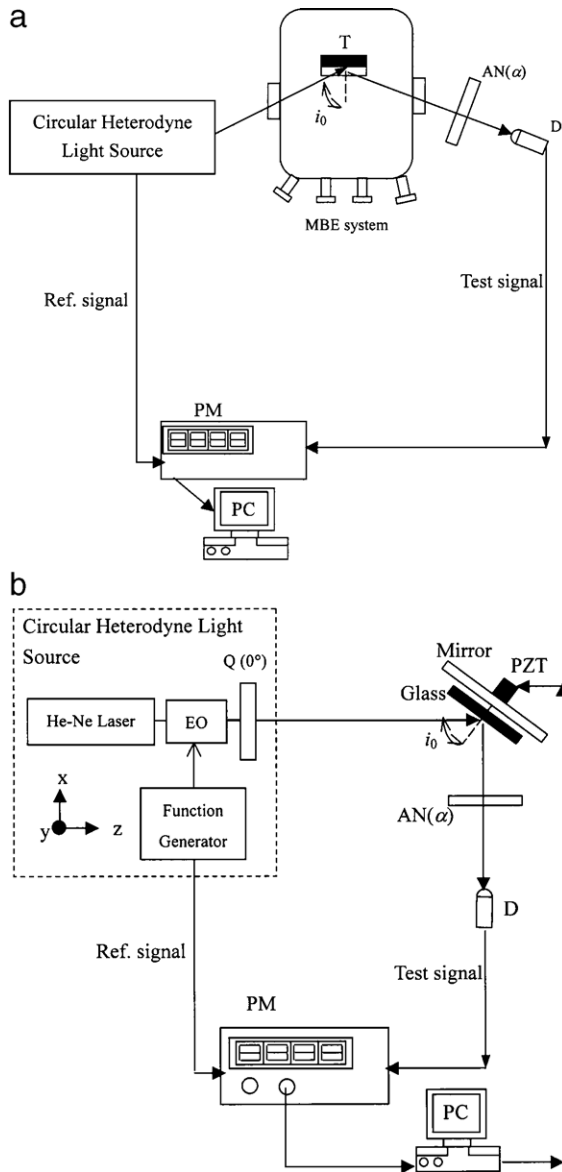 a
T
AN(α)
Circular Heterodyne
Light Source
i0
D
MBE system
Ref. signal
Test signal
PM
PC
b
Circular Heterodyne Light
Source
Q (0°)
Mirror
PZT
Glass
He-Ne Laser
EO
i0
x
y
z
Function
Generator
AN(α)
D
Ref. signal
Test signal
PM
PC